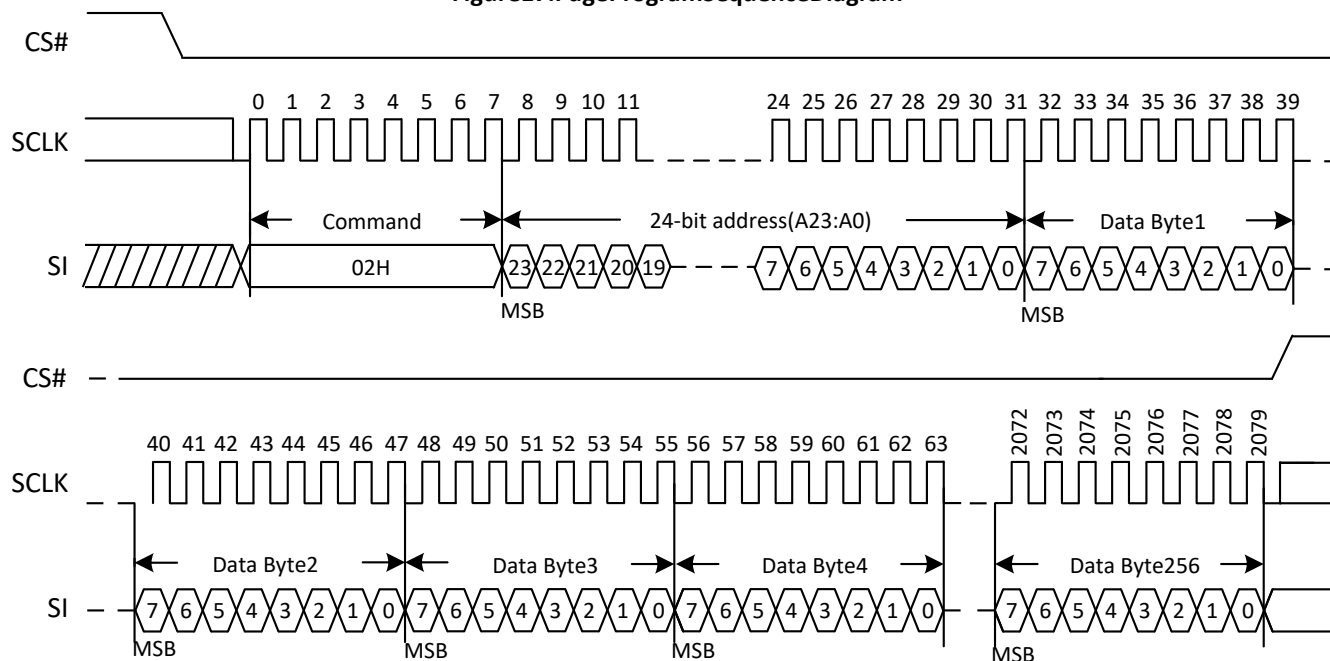 CS#
0 1 2 3 4 5 6 7 8 9 10 11 24 25 26 27 28 29 30 31 32 33 34 35 36 37 38 39
SCLK
Command 24-bit address(A23:A0) Data Byte1
SI 02H 23 22 21 20 19 7 6 5 4 3 2 1 0 7 6 5 4 3 2 1 0
MSB MSB
CS#
40 41 42 43 44 45 46 47 48 49 50 51 52 53 54 55 56 57 58 59 60 61 62 63 2072 2073 2074 2075 2076 2077 2078 2079
SCLK
Data Byte2 Data Byte3 Data Byte4 Data Byte256
SI 7 6 5 4 3 2 1 0 7 6 5 4 3 2 1 0 7 6 5 4 3 2 1 0 7 6 5 4 3 2 1 0
MSB MSB MSB MSB